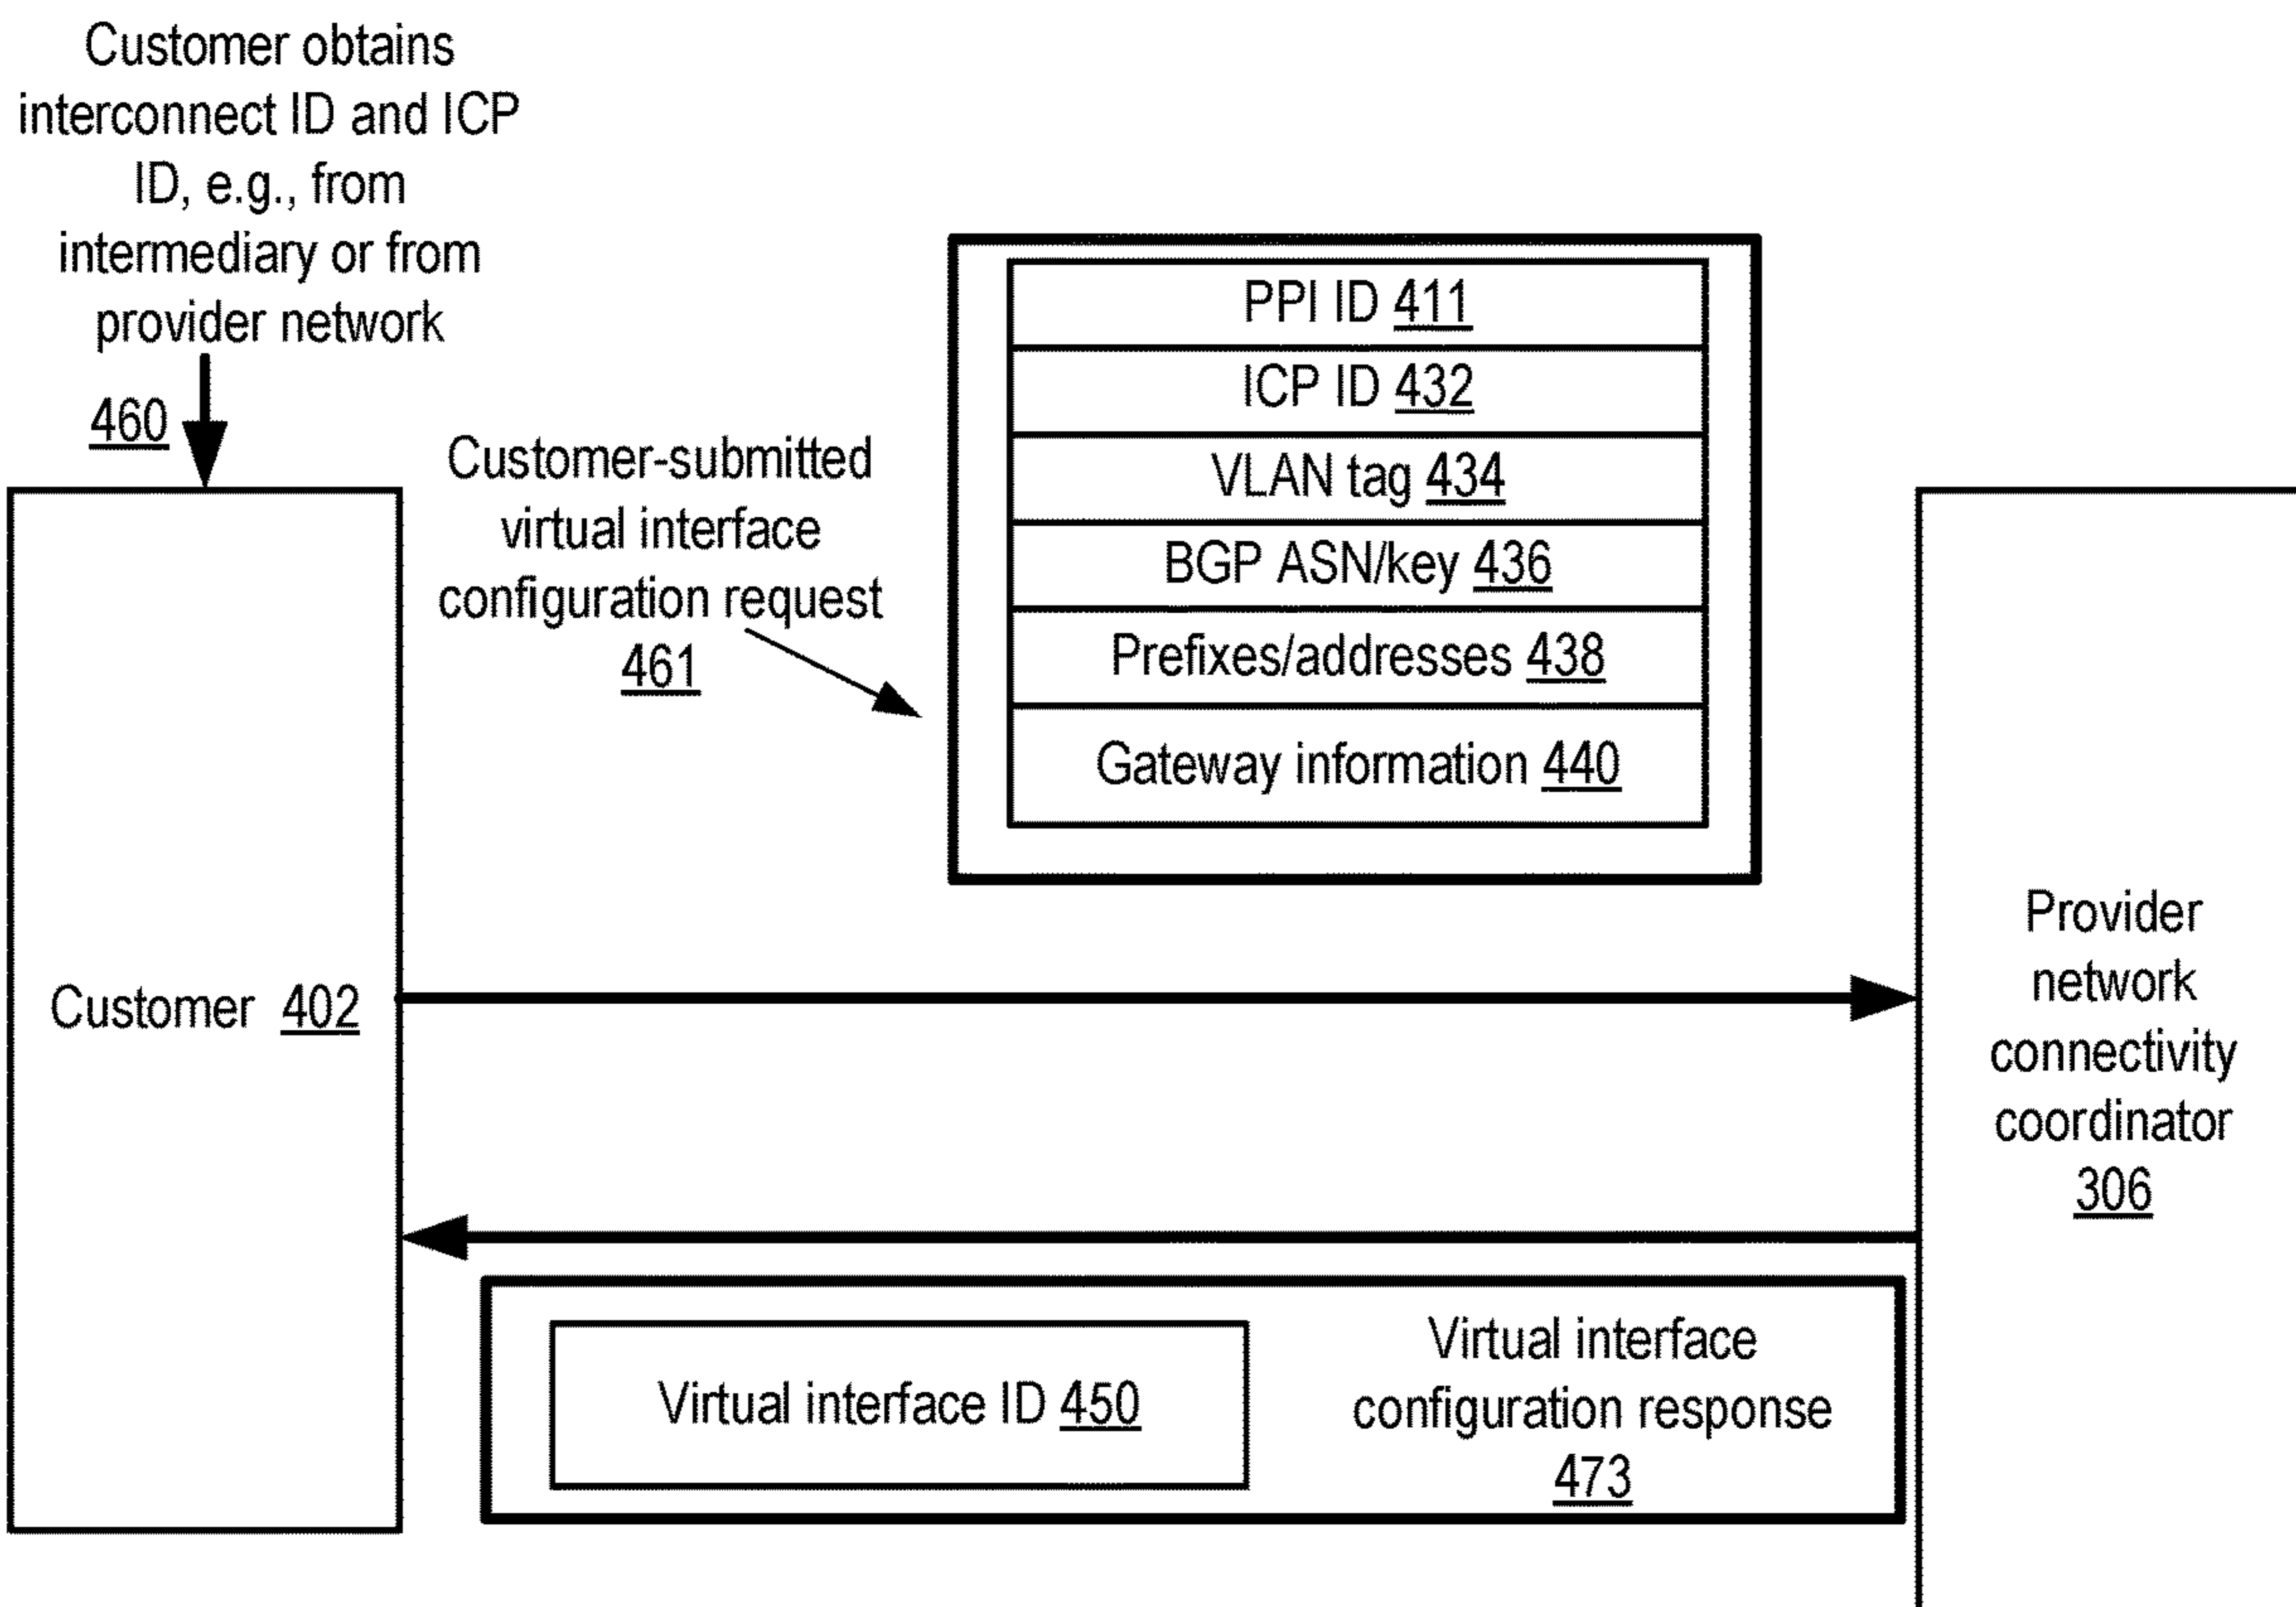 Customer obtains
interconnect ID and ICP
ID, e.g., from
intermediary or from
provider network
460
Customer-submitted
virtual interface
configuration request
461
PPI ID 411
ICP ID 432
VLAN tag 434
BGP ASN/key 436
Prefixes/addresses 438
Gateway information 440
Customer 402
Provider
network
connectivity
coordinator
306
Virtual interface ID 450
Virtual interface
configuration response
473